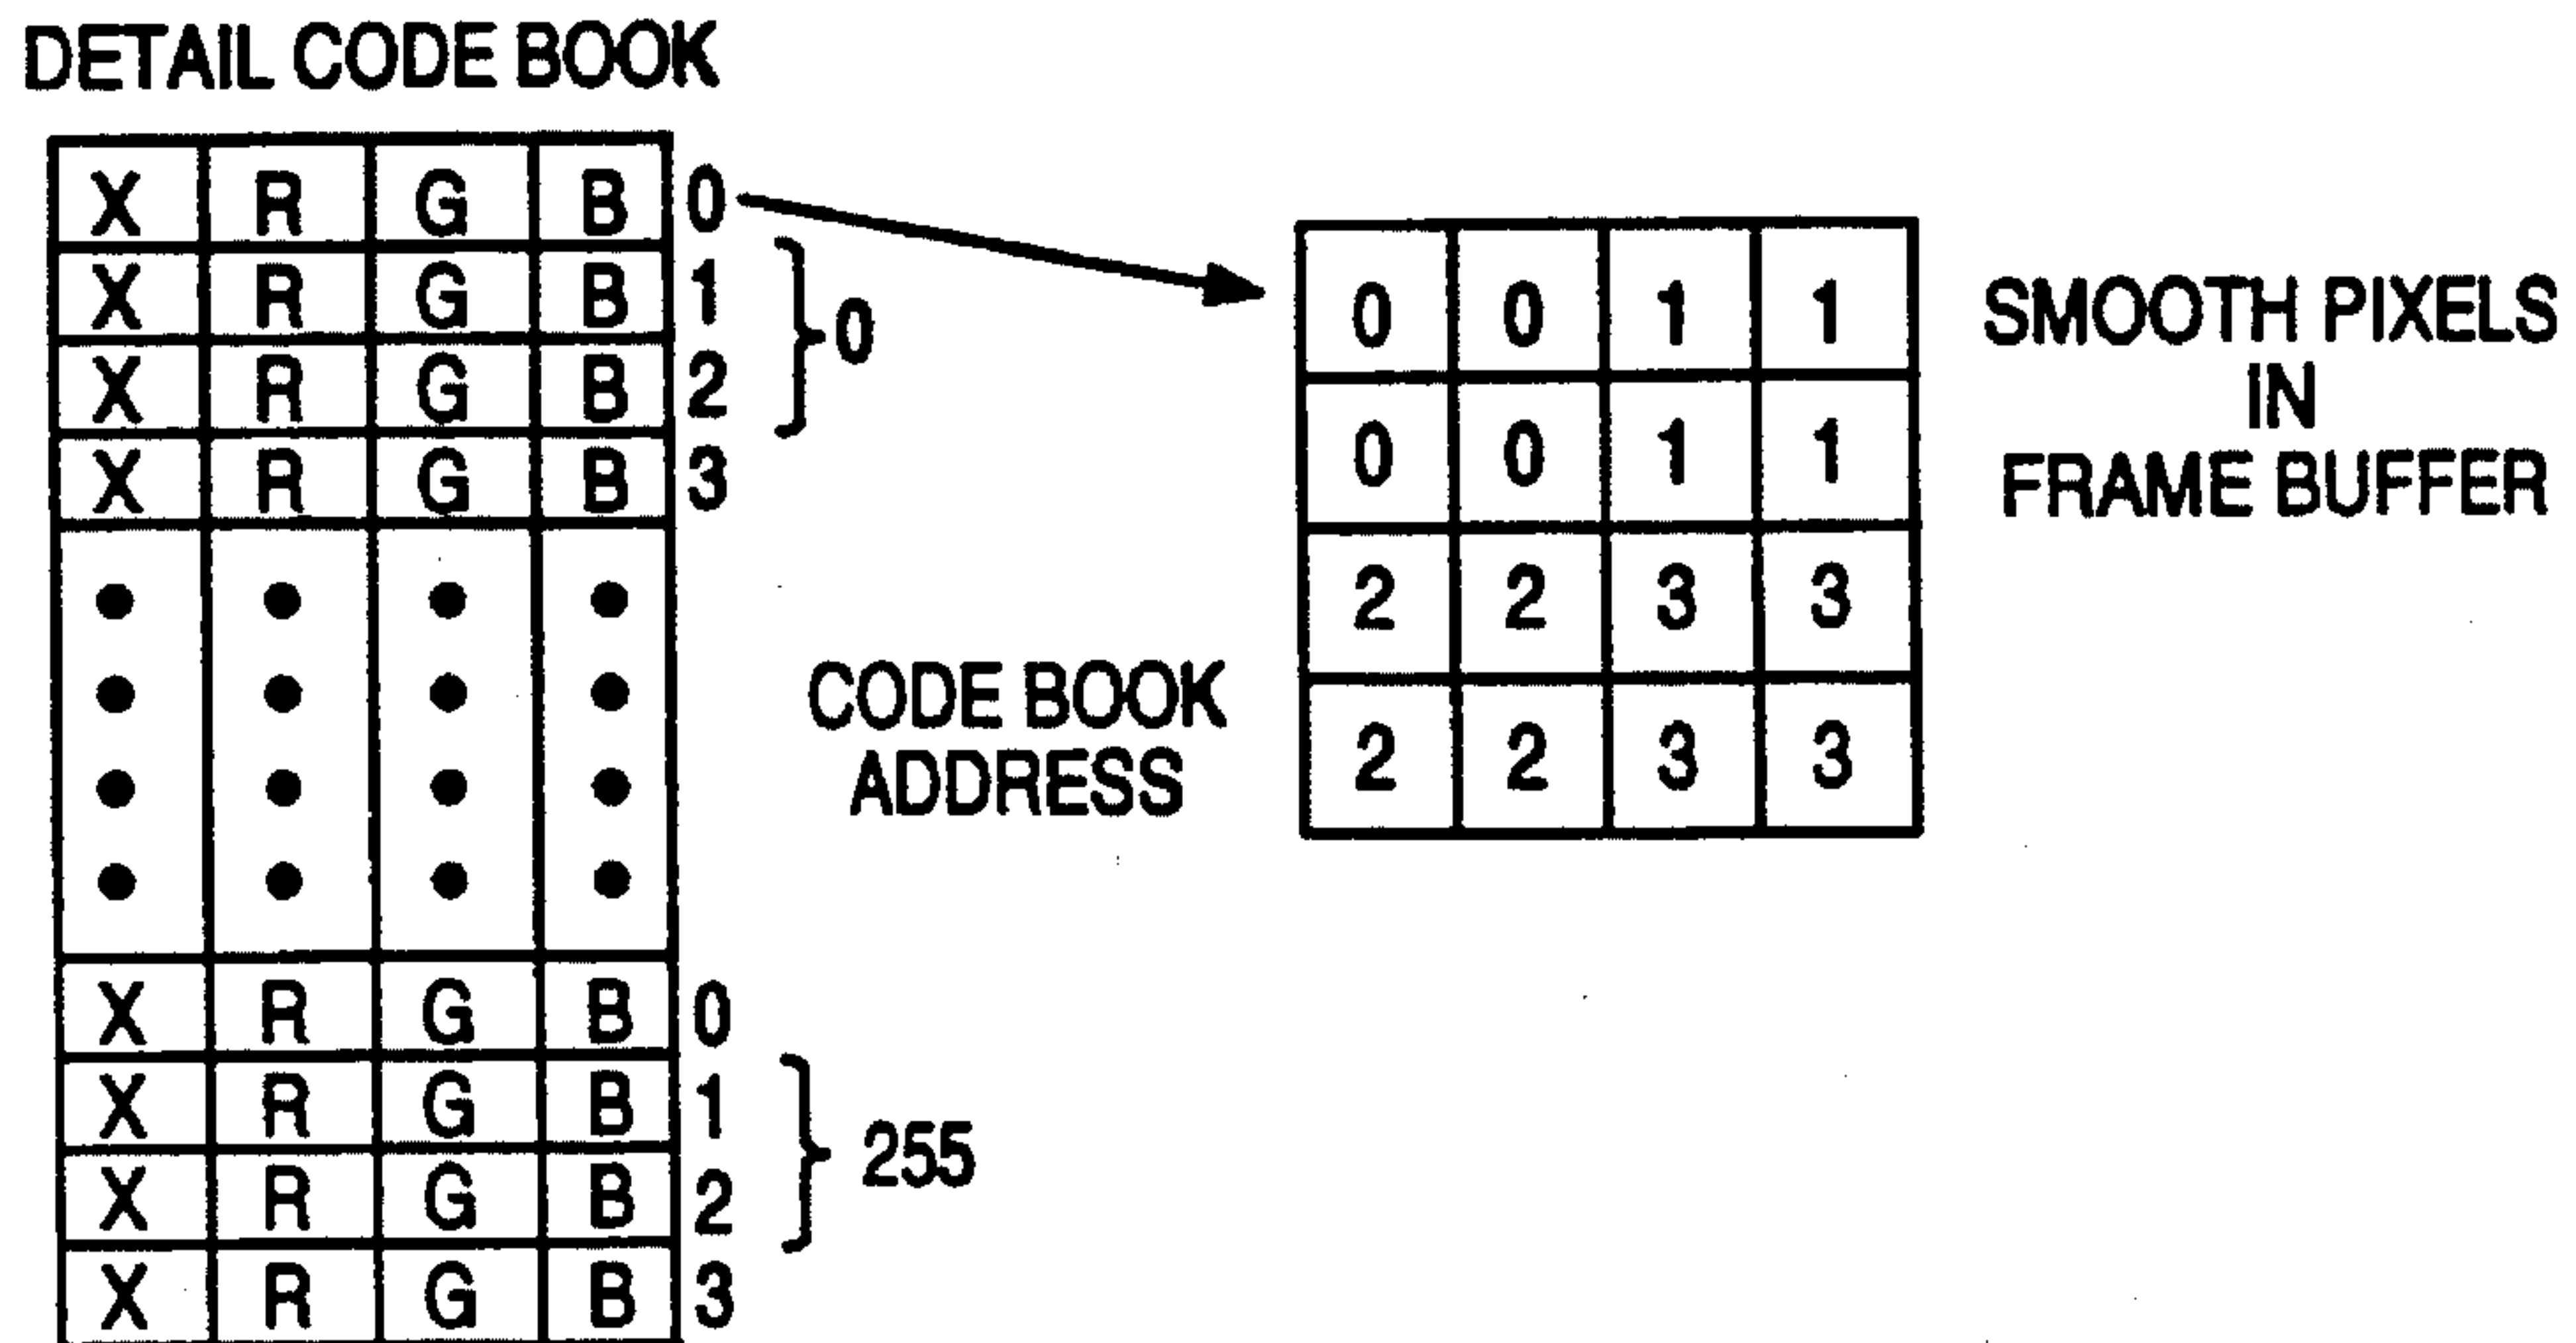 DETAIL CODE BOOK
X R G B 0
X R G B 1
X R G B 2
X R G B 3
0
X R G B 0
X R G B 1
X R G B 2
X R G B 3
255
CODE BOOK
ADDRESS
0 0 1 1
0 0 1 1
2 2 3 3
2 2 3 3
SMOOTH PIXELS
IN
FRAME BUFFER